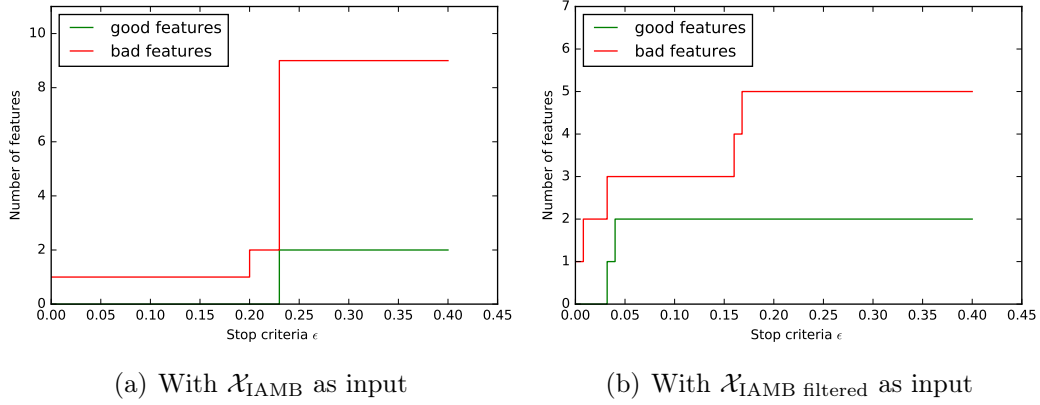 good features
bad features
Number of features
10
8
6
4
2
0
0.00 0.05 0.10 0.15 0.20 0.25 0.30 0.35 0.40 0.45
Stop criteria ϵ
(a) With 𝒳IAMB as input
good features
bad features
Number of features
7
6
5
4
3
2
1
0
0.00 0.05 0.10 0.15 0.20 0.25 0.30 0.35 0.40 0.45
Stop criteria ϵ
(b) With 𝒳IAMB filtered as input